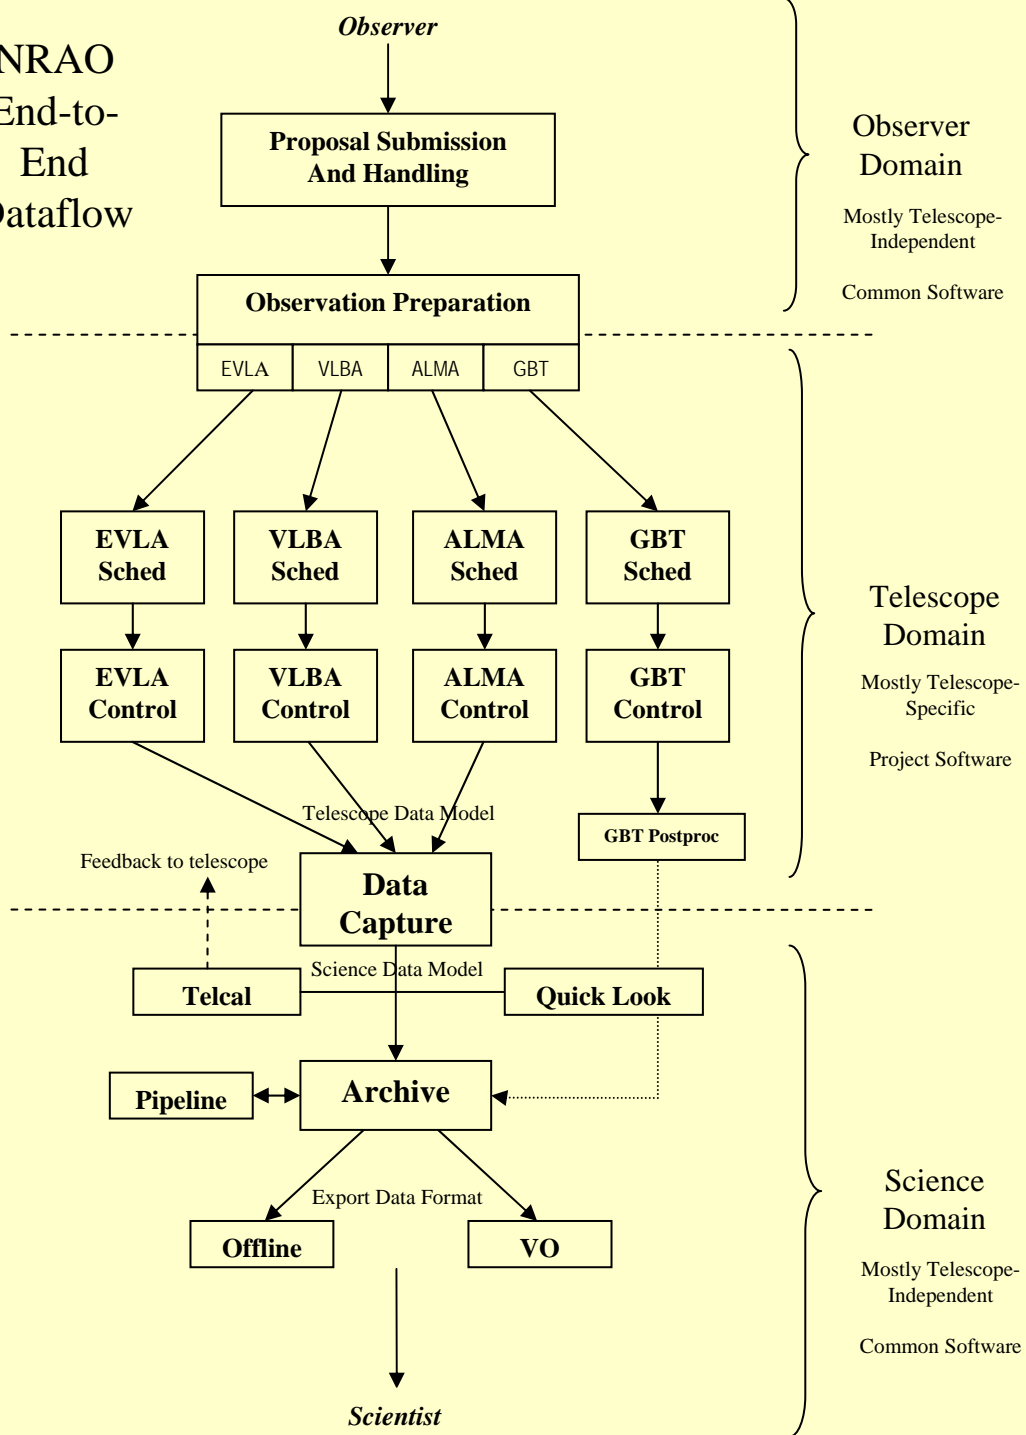 Observer
NRAO
End-to-
End
Dataflow
Proposal Submission
And Handling
Observer
Domain
Mostly Telescope-
Independent
Common Software
Observation Preparation
EVLA
VLBA
ALMA
GBT
EVLA
Sched
VLBA
Sched
ALMA
Sched
GBT
Sched
EVLA
Control
VLBA
Control
ALMA
Control
GBT
Control
Telescope
Domain
Mostly Telescope-
Specific
Project Software
Telescope Data Model
GBT Postproc
Feedback to telescope
Data
Capture
Science Data Model
Telcal
Quick Look
Pipeline
Archive
Export Data Format
Offline
VO
Science
Domain
Mostly Telescope-
Independent
Common Software
Scientist